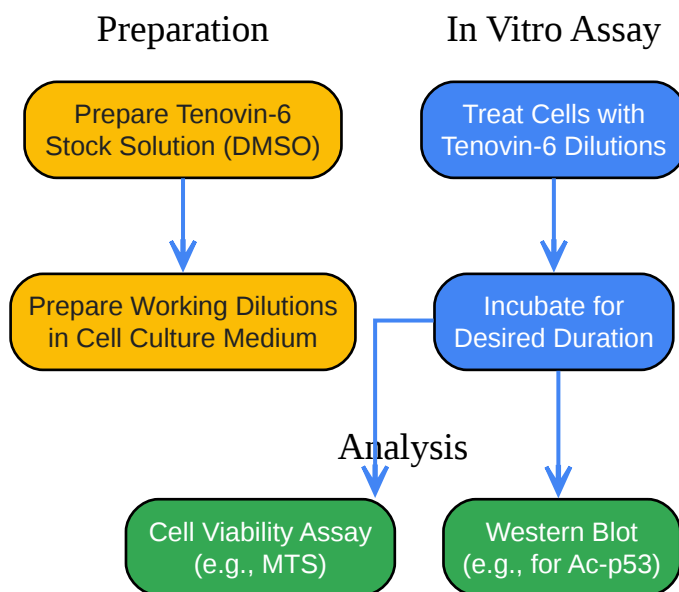 Preparation
Prepare Tenovin-6
Stock Solution (DMSO)
Prepare Working Dilutions
in Cell Culture Medium
In Vitro Assay
Treat Cells with
Tenovin-6 Dilutions
Incubate for
Desired Duration
Analysis
Cell Viability Assay
(e.g., MTS)
Western Blot
(e.g., for Ac-p53)